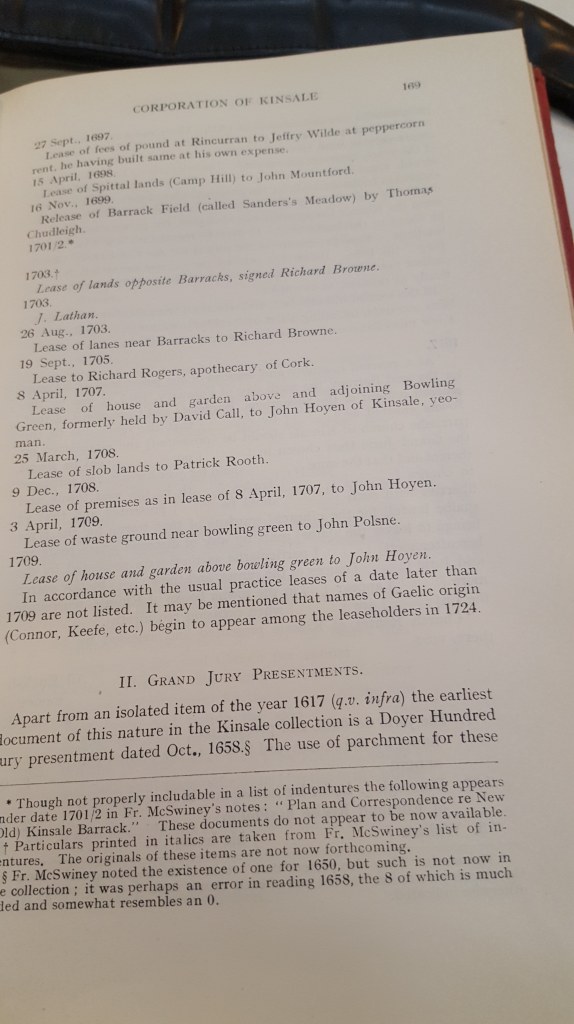 CORPORATION OF KINSALE 169
27 Sept., 1697.
Lease of fees of pound at Rincurran to Jeffry Wilde at peppercorn
rent, he having built same at his own expense.
15 April, 1698.
Lease of Spittal lands (Camp Hill) to John Mountford.
16 Nov., 1699.
Release of Barrack Field (called Sanders's Meadow) by Thomas
Chudleigh.
1701/2.*
1703.†
Lease of lands opposite Barracks, signed Richard Browne.
1703.
J. Lathan.
26 Aug., 1703.
Lease of lanes near Barracks to Richard Browne.
19 Sept., 1705.
Lease to Richard Rogers, apothecary of Cork.
8 April, 1707.
Lease of house and garden above and adjoining Bowling
Green, formerly held by David Call, to John Hoyen of Kinsale, yeo-
man.
25 March, 1708.
Lease of slob lands to Patrick Rooth.
9 Dec., 1708.
Lease of premises as in lease of 8 April, 1707, to John Hoyen.
3 April, 1709.
Lease of waste ground near bowling green to John Polsne.
1709.
Lease of house and garden above bowling green to John Hoyen.
In accordance with the usual practice leases of a date later than
1709 are not listed. It may be mentioned that names of Gaelic origin
(Connor, Keefe, etc.) begin to appear among the leaseholders in 1724.
II. GRAND JURY PRESENTMENTS.
Apart from an isolated item of the year 1617 (q.v. infra) the earliest
document of this nature in the Kinsale collection is a Doyer Hundred
ury presentment dated Oct., 1658.§ The use of parchment for these
* Though not properly includable in a list of indentures the following appears
nder date 1701/2 in Fr. McSwiney's notes: "Plan and Correspondence re New
Old) Kinsale Barrack." These documents do not appear to be now available.
† Particulars printed in italics are taken from Fr. McSwiney's list of in-
entures. The originals of these items are not now forthcoming.
§ Fr. McSwiney noted the existence of one for 1650, but such is not now in
e collection; it was perhaps an error in reading 1658, the 8 of which is much
ded and somewhat resembles an 0.